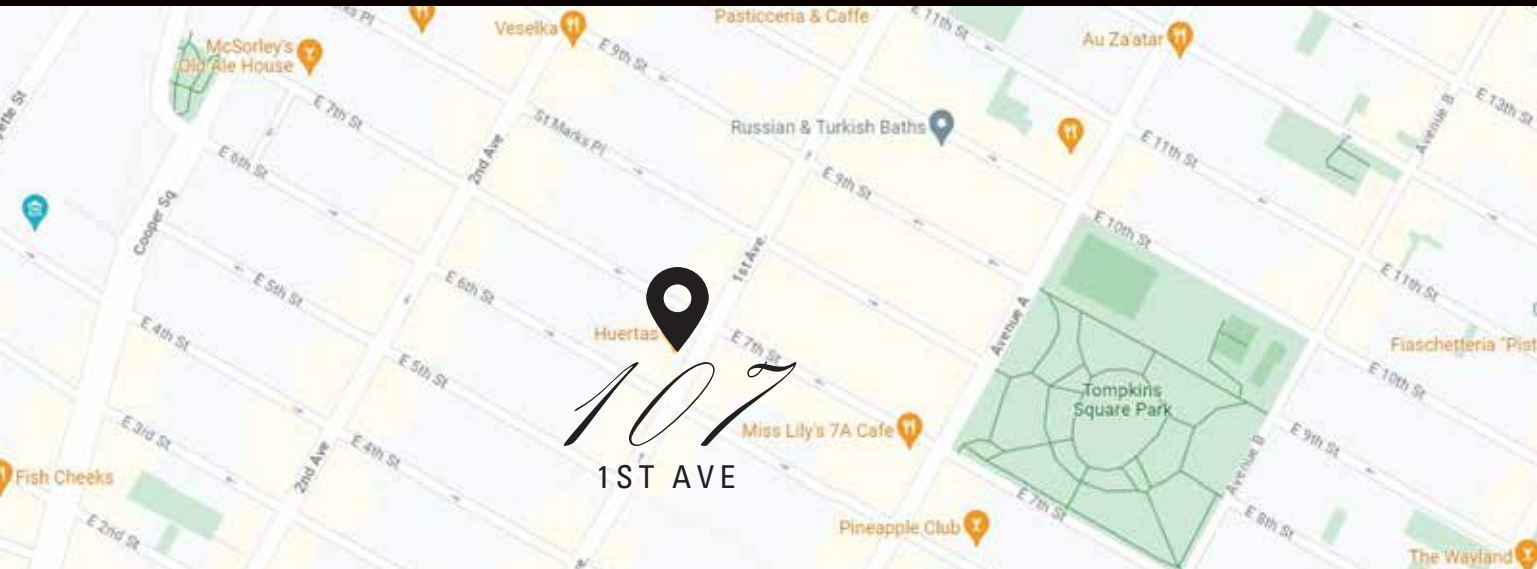 Pasticceria & Caffe
E 11th St
Veselka
Au Za'atar
McSorley's
Old Ale House
E 9th St
E 13th St
E 7th St
St Marks Pl
Russian & Turkish Baths
Avenue B
E 11th St
E 6th St
2nd Ave
E 9th St
Cooper Sq
E 10th St
1st Ave
E 5th St
E 6th St
E 11th St
Avenue A
E 4th St
Huertas
E 7th St
Fiaschetteria "Pist
E 5th St
E 10th St
107
1ST AVE
Tompkins
Square Park
Miss Lily's 7A Cafe
E 3rd St
E 4th St
E 9th St
Avenue B
2nd Ave
Fish Cheeks
E 7th St
E 8th St
E 2nd St
Pineapple Club
The Wayland